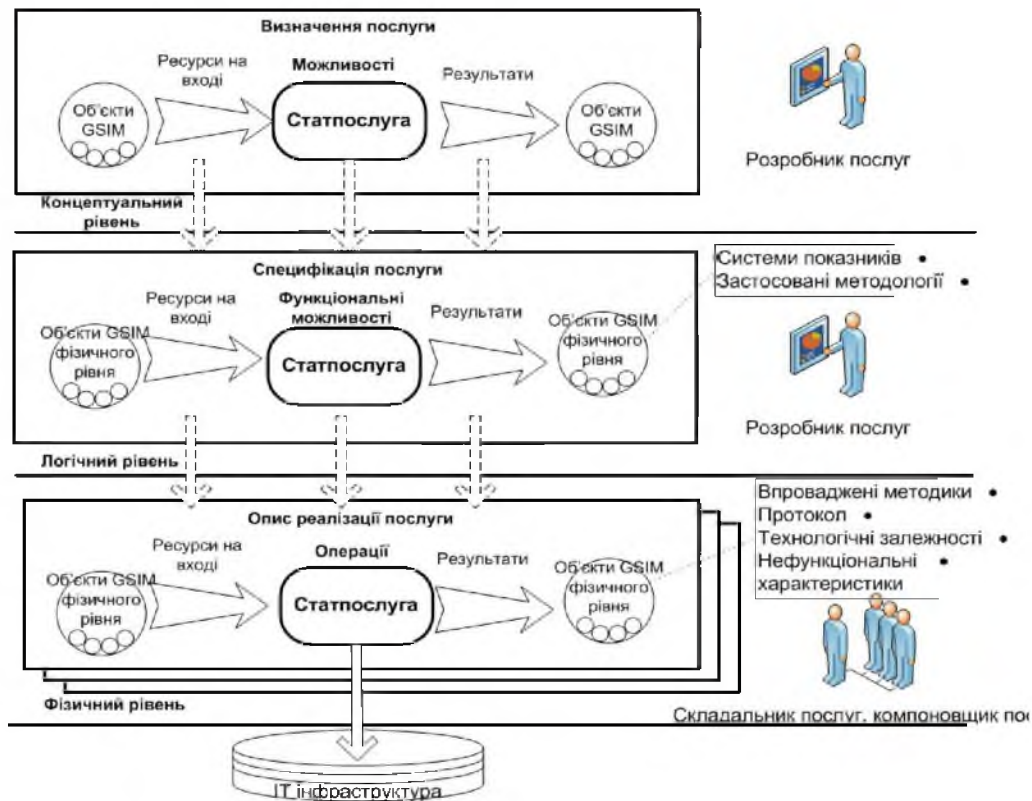 Визначення послуги
Ресурси на
вході
Можливості
Результати
Об'єкти
GSIM
Статпослуга
Об'єкти
GSIM
Розробник послуг
Концептуальний
рівень
Специфікація послуги
Ресурси на
вході
Функціональні
можливості
Результати
Об'єкти GSIM
фізичного
рівня
Статпослуга
Об'єкти GSIM
фізичного
рівня
Системи показників •
Застосовані методології •
Розробник послуг
Логічний рівень
Опис реалізації послуги
Ресурси на
вході
Операції
Результати
Об'єкти GSIM
фізичного
рівня
Статпослуга
Об'єкти GSIM
фізичного
рівня
Впроваджені методики •
Протокол •
Технологічні залежності •
Нефункціональні •
характеристики
Фізичний рівень
Складальник послуг, компоновщик
ІТ інфраструктура